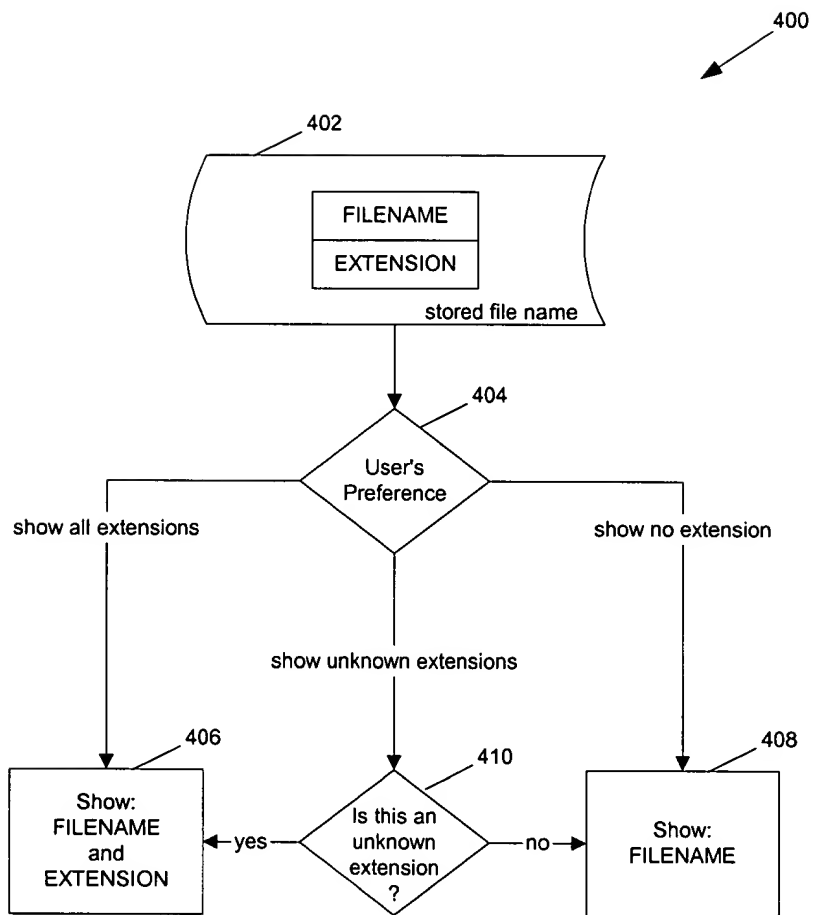 400
402
FILENAME
EXTENSION
stored file name
404
User's
Preference
show all extensions
show no extension
show unknown extensions
406
410
408
Show:
FILENAME
and
EXTENSION
yes
Is this an
unknown
extension
?
no
Show:
FILENAME